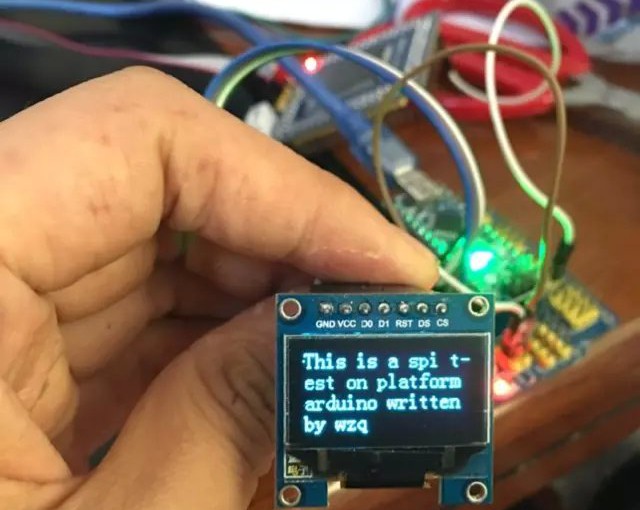 GND VCC D0 D1 RST DS CS
This is a spi t-
est on platform
arduino written
by wzq